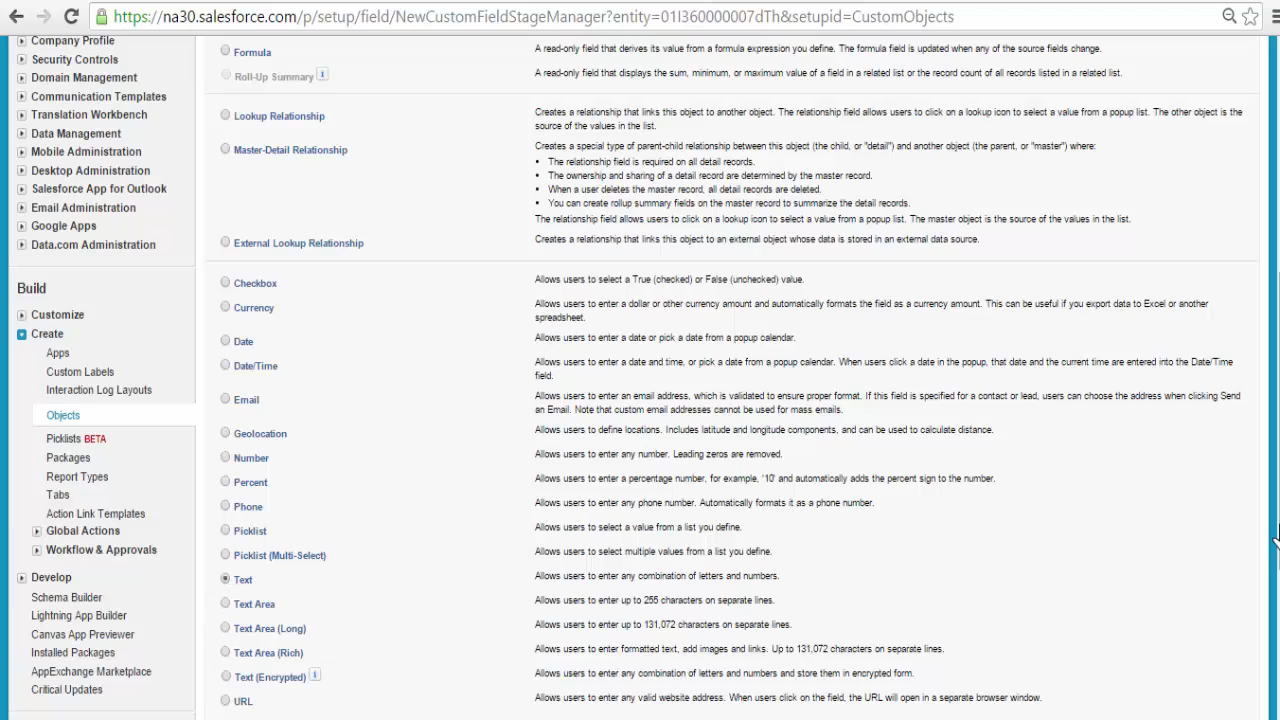 https://na30.salesforce.com/p/setup/field/NewCustomFieldStageManager?entity=01I360000007dTh&setupid=CustomObjects
Company Profile
Security Controls
Domain Management
Communication Templates
Translation Workbench
Data Management
Mobile Administration
Desktop Administration
Salesforce App for Outlook
Email Administration
Google Apps
Data.com Administration
Build
Customize
Create
Apps
Custom Labels
Interaction Log Layouts
Objects
Picklists BETA
Packages
Report Types
Tabs
Action Link Templates
Global Actions
Workflow & Approvals
Develop
Schema Builder
Lightning App Builder
Canvas App Previewer
Installed Packages
AppExchange Marketplace
Critical Updates
Formula
A read-only field that derives its value from a formula expression you define. The formula field is updated when any of the source fields change.
Roll-Up Summary i
A read-only field that displays the sum, minimum, or maximum value of a field in a related list or the record count of all records listed in a related list.
Lookup Relationship
Creates a relationship that links this object to another object. The relationship field allows users to click on a lookup icon to select a value from a popup list. The other object is the
source of the values in the list.
Master-Detail Relationship
Creates a special type of parent-child relationship between this object (the child, or "detail") and another object (the parent, or "master") where:
• The relationship field is required on all detail records.
• The ownership and sharing of a detail record are determined by the master record.
• When a user deletes the master record, all detail records are deleted.
• You can create rollup summary fields on the master record to summarize the detail records.
The relationship field allows users to click on a lookup icon to select a value from a popup list. The master object is the source of the values in the list.
External Lookup Relationship
Creates a relationship that links this object to an external object whose data is stored in an external data source.
Checkbox
Allows users to select a True (checked) or False (unchecked) value.
Currency
Allows users to enter a dollar or other currency amount and automatically formats the field as a currency amount. This can be useful if you export data to Excel or another
spreadsheet.
Date
Allows users to enter a date or pick a date from a popup calendar.
Date/Time
Allows users to enter a date and time, or pick a date from a popup calendar. When users click a date in the popup, that date and the current time are entered into the Date/Time
field.
Email
Allows users to enter an email address, which is validated to ensure proper format. If this field is specified for a contact or lead, users can choose the address when clicking Send
an Email. Note that custom email addresses cannot be used for mass emails.
Geolocation
Allows users to define locations. Includes latitude and longitude components, and can be used to calculate distance.
Number
Allows users to enter any number. Leading zeros are removed.
Percent
Allows users to enter a percentage number, for example, '10' and automatically adds the percent sign to the number.
Phone
Allows users to enter any phone number. Automatically formats it as a phone number.
Picklist
Allows users to select a value from a list you define.
Picklist (Multi-Select)
Allows users to select multiple values from a list you define.
Text
Allows users to enter any combination of letters and numbers.
Text Area
Allows users to enter up to 255 characters on separate lines.
Text Area (Long)
Allows users to enter up to 131,072 characters on separate lines.
Text Area (Rich)
Allows users to enter formatted text, add images and links. Up to 131,072 characters on separate lines.
Text (Encrypted) i
Allows users to enter any combination of letters and numbers and store them in encrypted form.
URL
Allows users to enter any valid website address. When users click on the field, the URL will open in a separate browser window.